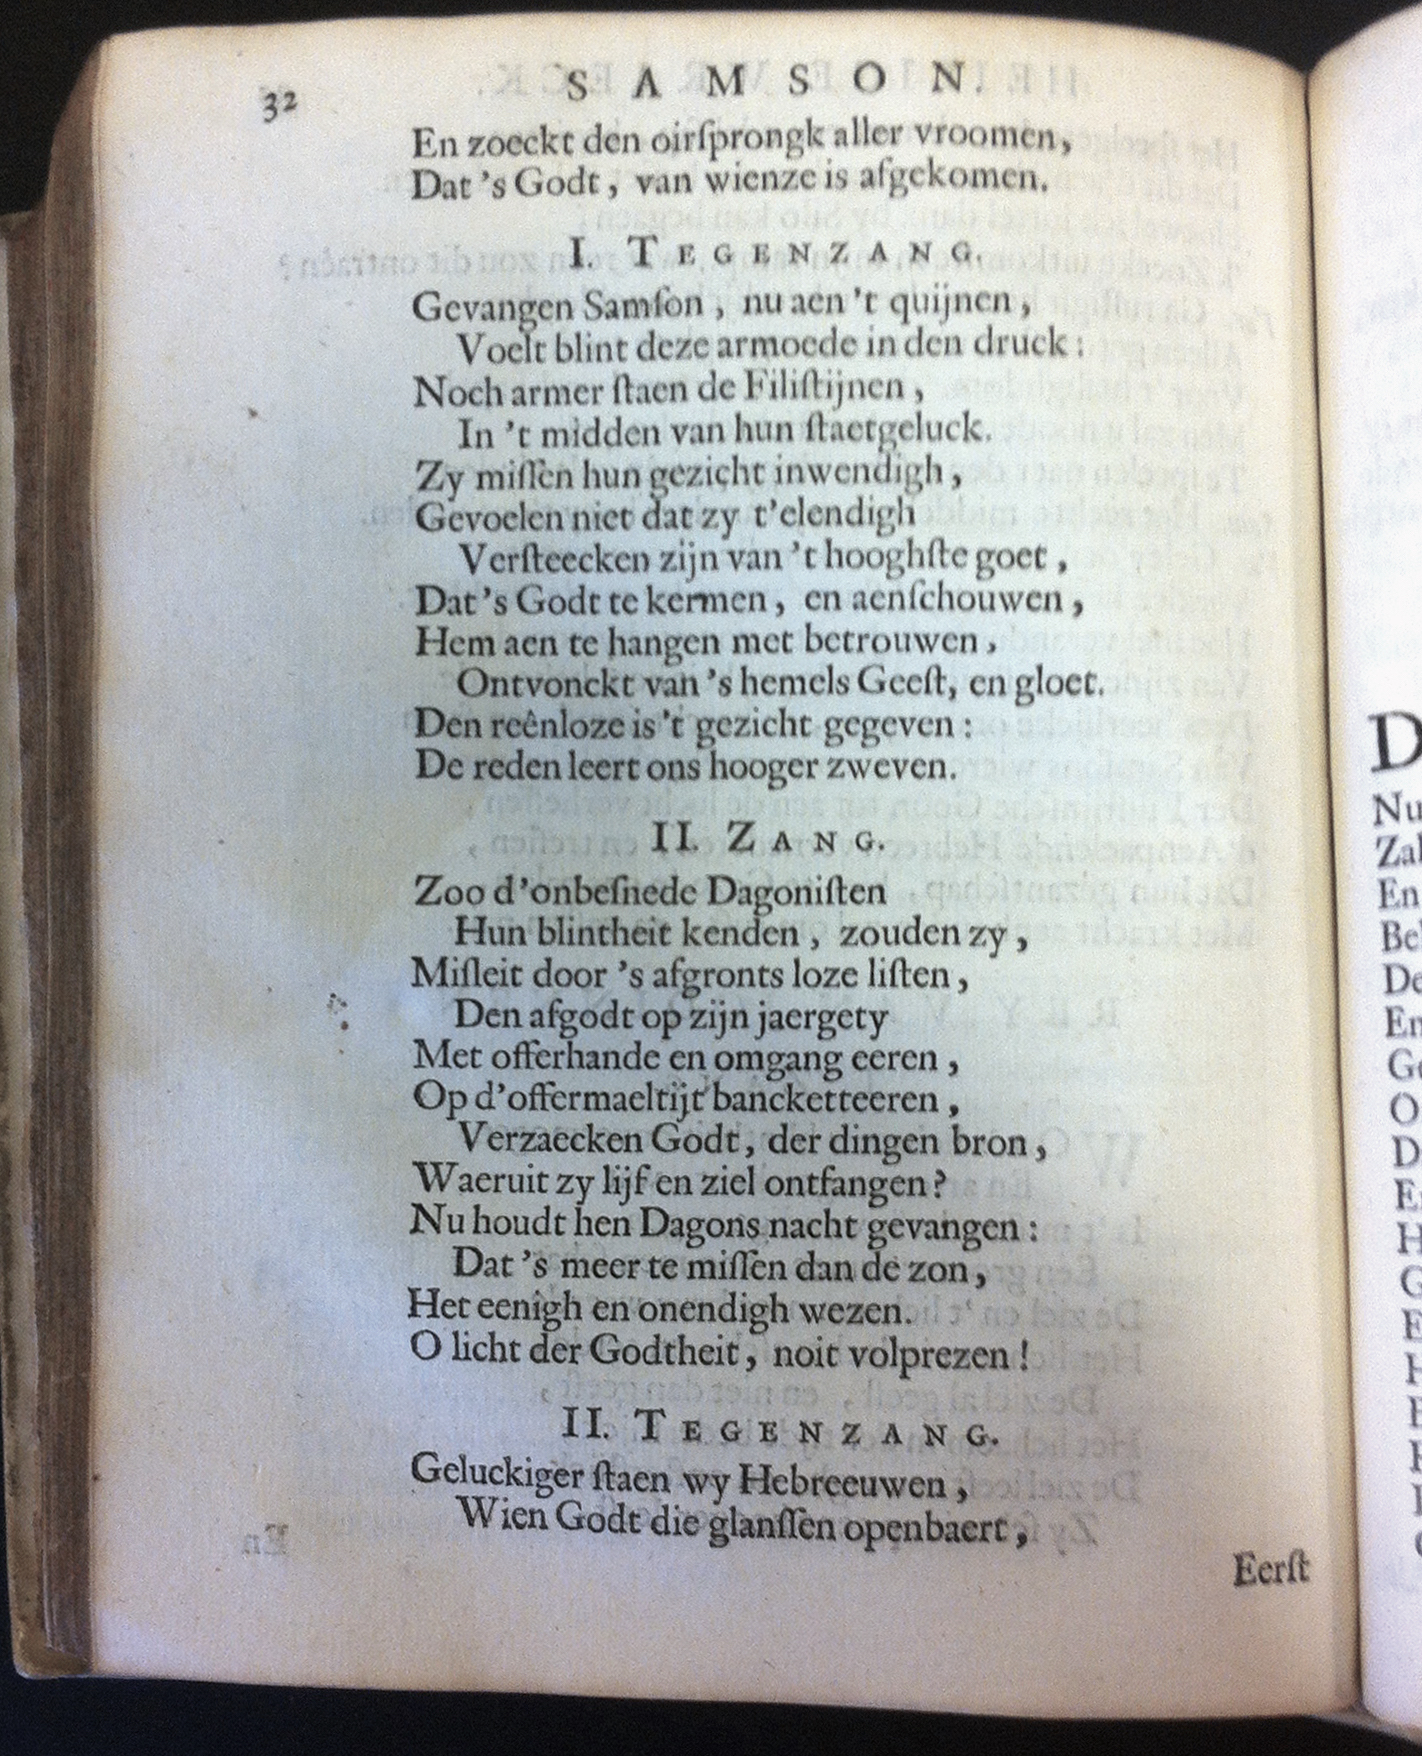 32
SAMSON.
En zoeckt den oirſprongk aller vroomen,
Dat 's Godt, van wienze is afgekomen.
I. TEGENZANG.
Gevangen Samſon, nu aen 't quijnen,
Voelt blint deze armoede in den druck:
Noch armer ſtaen de Filiſtijnen,
In 't midden van hun ſtaetgeluck.
Zy miſſen hun gezicht inwendigh,
Gevoelen niet dat zy t'elendigh
Verſteecken zijn van 't hooghſte goet,
Dat 's Godt te kermen, en aenſchouwen,
Hem aen te hangen met betrouwen,
Ontvonckt van 's hemels Geeſt, en gloet.
Den reênloze is 't gezicht gegeven:
De reden leert ons hooger zweven.
II. ZANG.
Zoo d'onbeſnede Dagoniſten
Hun blintheit kenden, zouden zy,
Miſleit door 's afgronts loze liſten,
Den afgodt op zijn jaergety
Met offerhande en omgang eeren,
Op d'offermaeltijt bancketteeren,
Verzaecken Godt, der dingen bron,
Waeruit zy lijf en ziel ontfangen?
Nu houdt hen Dagons nacht gevangen:
Dat 's meer te miſſen dan de zon,
Het eenigh en onendigh wezen.
O licht der Godtheit, noit volprezen!
II. TEGENZANG.
Geluckiger ſtaen wy Hebreeuwen,
Wien Godt die glanſſen openbaert,
Eerſt
D
Nu
Zal
En
Bel
De
En